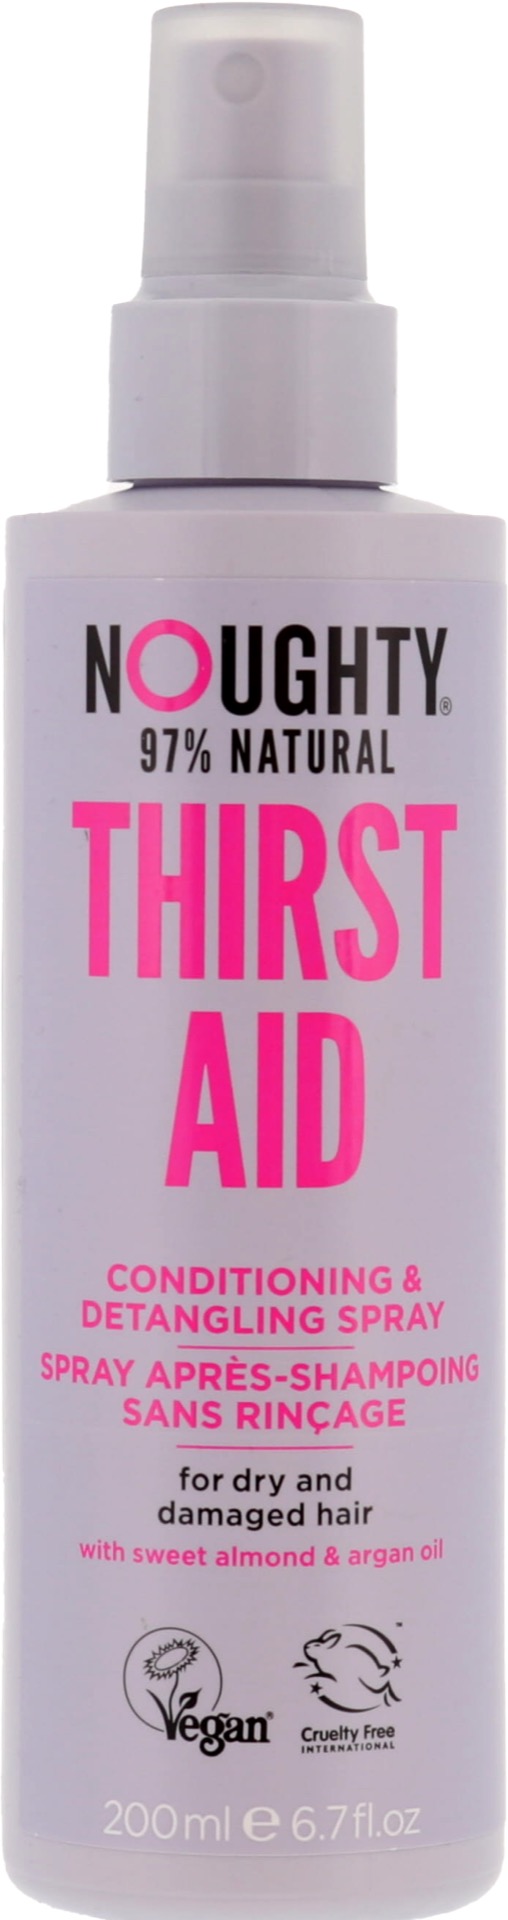 NOUGHTY®
97% NATURAL
THIRST
AID
CONDITIONING &
DETANGLING SPRAY
SPRAY APRÈS-SHAMPOING
SANS RINÇAGE
for dry and
damaged hair
with sweet almond & argan oil
Vegan®
Cruelty Free™
INTERNATIONAL
200ml e 6.7fl.oz